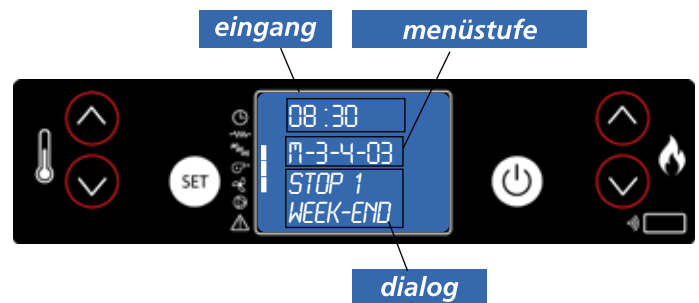 eingang
menüstufe
08:30
M-3-4-03
SET
STOP 1
WEEK-END
dialog